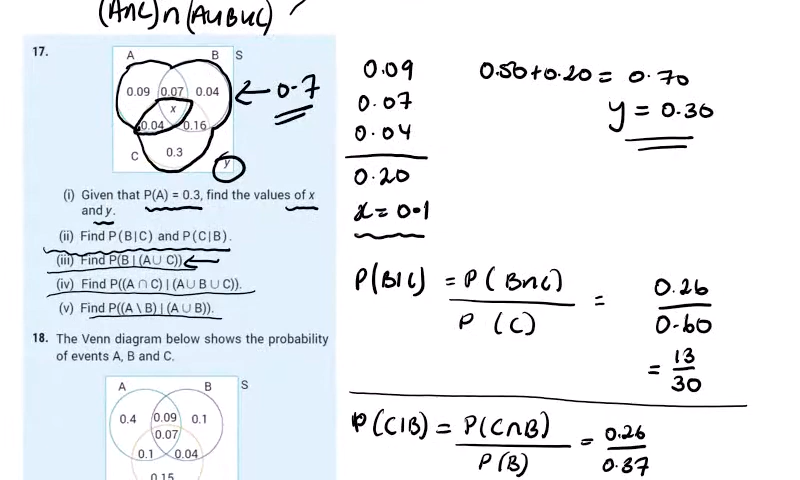 (A∩C)∩(A∪B∪C)
17.
A B S
0.09 0.07 0.04
x
0.04 0.16
C 0.3
y
← 0.7
(i) Given that P(A) = 0.3, find the values of x
and y.
(ii) Find P(B|C) and P(C|B).
(iii) Find P(B | (A∪C))
(iv) Find P((A ∩ C) | (A ∪ B ∪ C)).
(v) Find P((A \ B) | (A ∪ B)).
18. The Venn diagram below shows the probability
of events A, B and C.
A B S
0.4 0.09 0.1
0.07
0.1 0.04
0.15
0.09
0.07
0.04
0.20
x = 0.1
0.50+0.20 = 0.70
y = 0.30
P(B|C) = P(B∩C)
P(C)
= 0.26
0.60
= 13
30
P(C|B) = P(C∩B)
P(B)
= 0.26
0.37